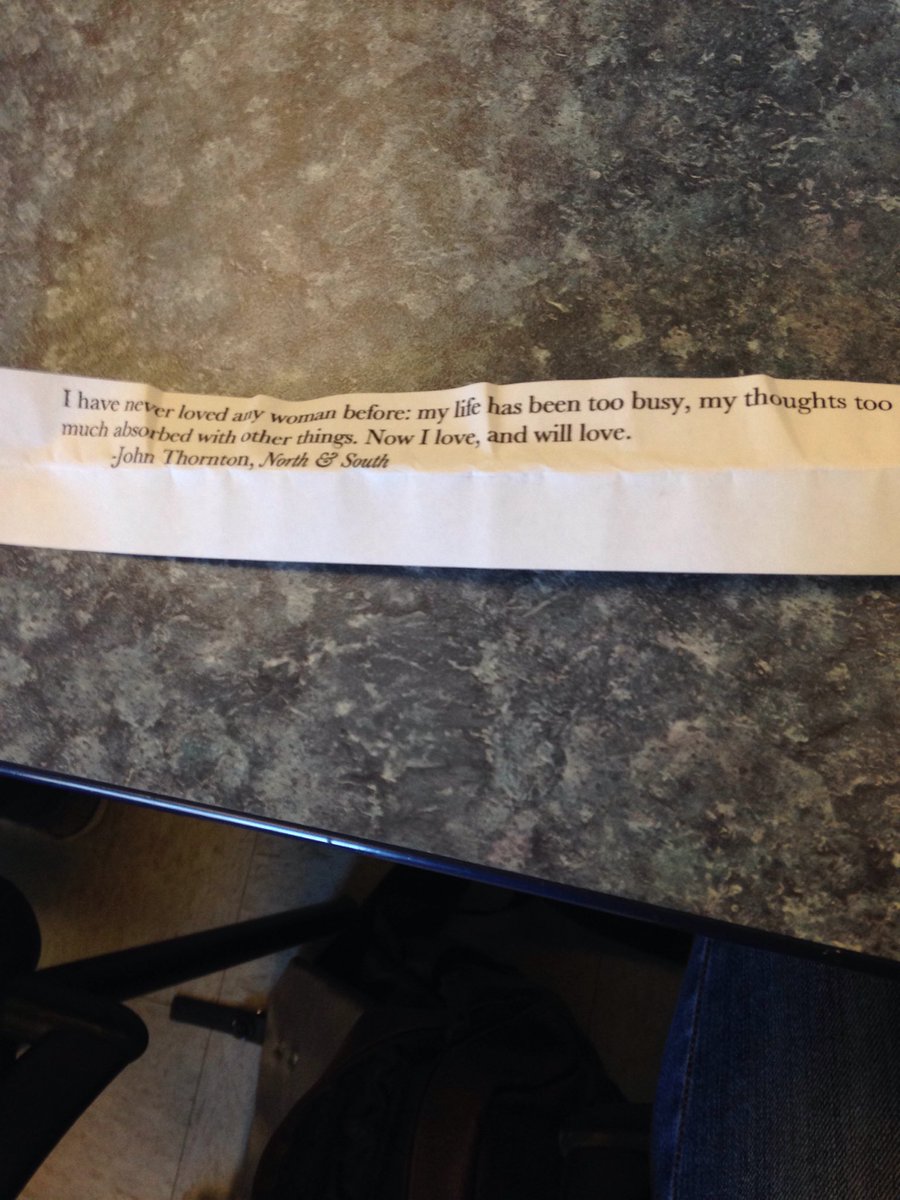 I have never loved any woman before: my life has been too busy, my thoughts too
much absorbed with other things. Now I love, and will love.
-John Thornton, North & South